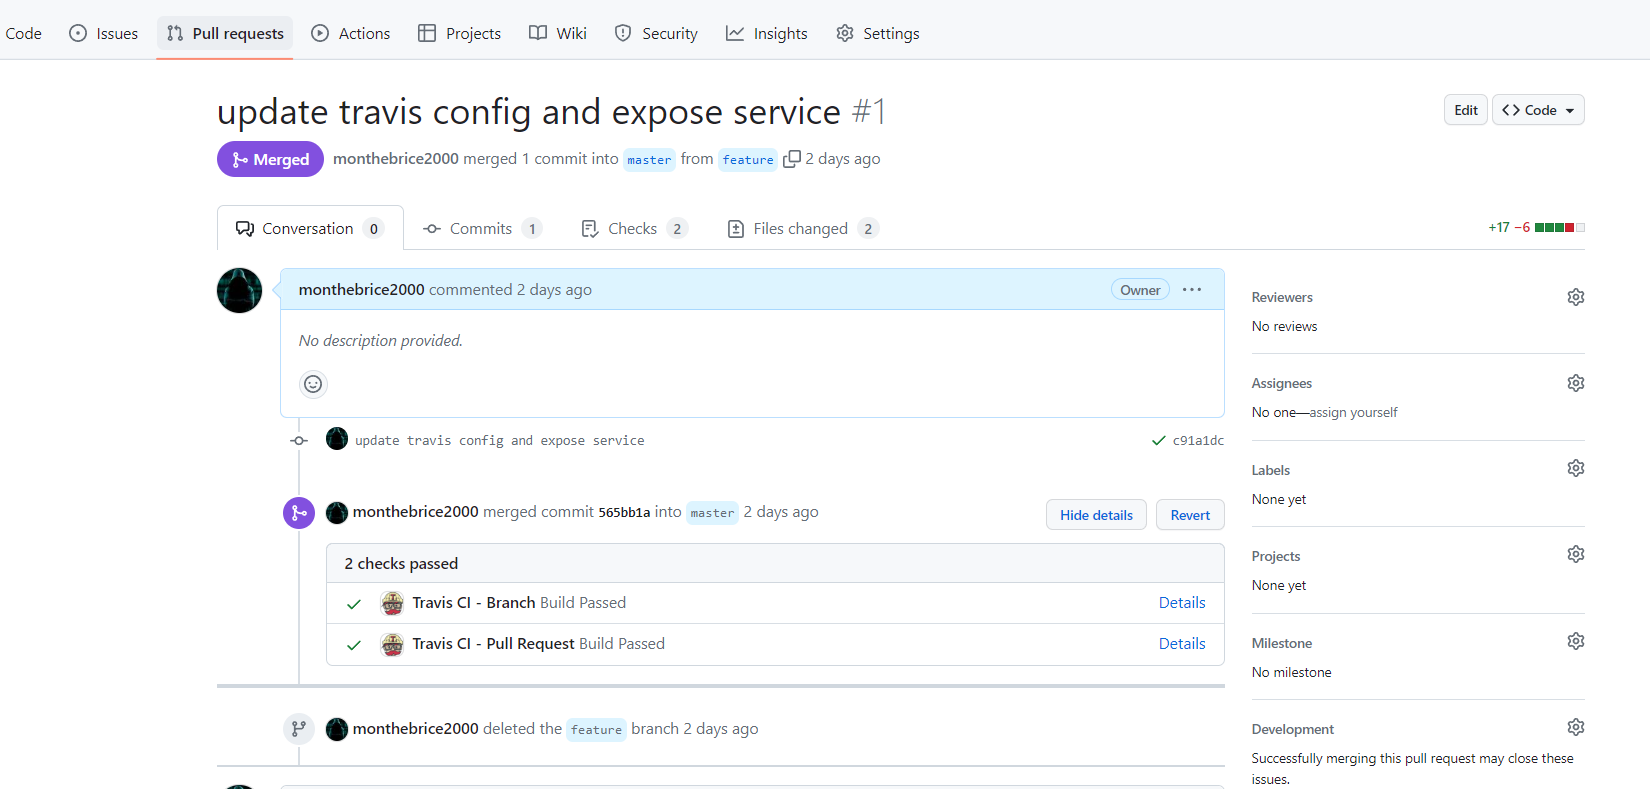 Code Issues Pull requests Actions Projects Wiki Security Insights Settings
update travis config and expose service #1
Edit <> Code
Merged monthebrice2000 merged 1 commit into master from feature 2 days ago
Conversation 0 Commits 1 Checks 2 Files changed 2
+17 −6
monthebrice2000 commented 2 days ago Owner ...
No description provided.
update travis config and expose service c91a1dc
monthebrice2000 merged commit 565bb1a into master 2 days ago Hide details Revert
2 checks passed
Travis CI - Branch Build Passed Details
Travis CI - Pull Request Build Passed Details
monthebrice2000 deleted the feature branch 2 days ago
Reviewers
No reviews
Assignees
No one—assign yourself
Labels
None yet
Projects
None yet
Milestone
No milestone
Development
Successfully merging this pull request may close these
issues.